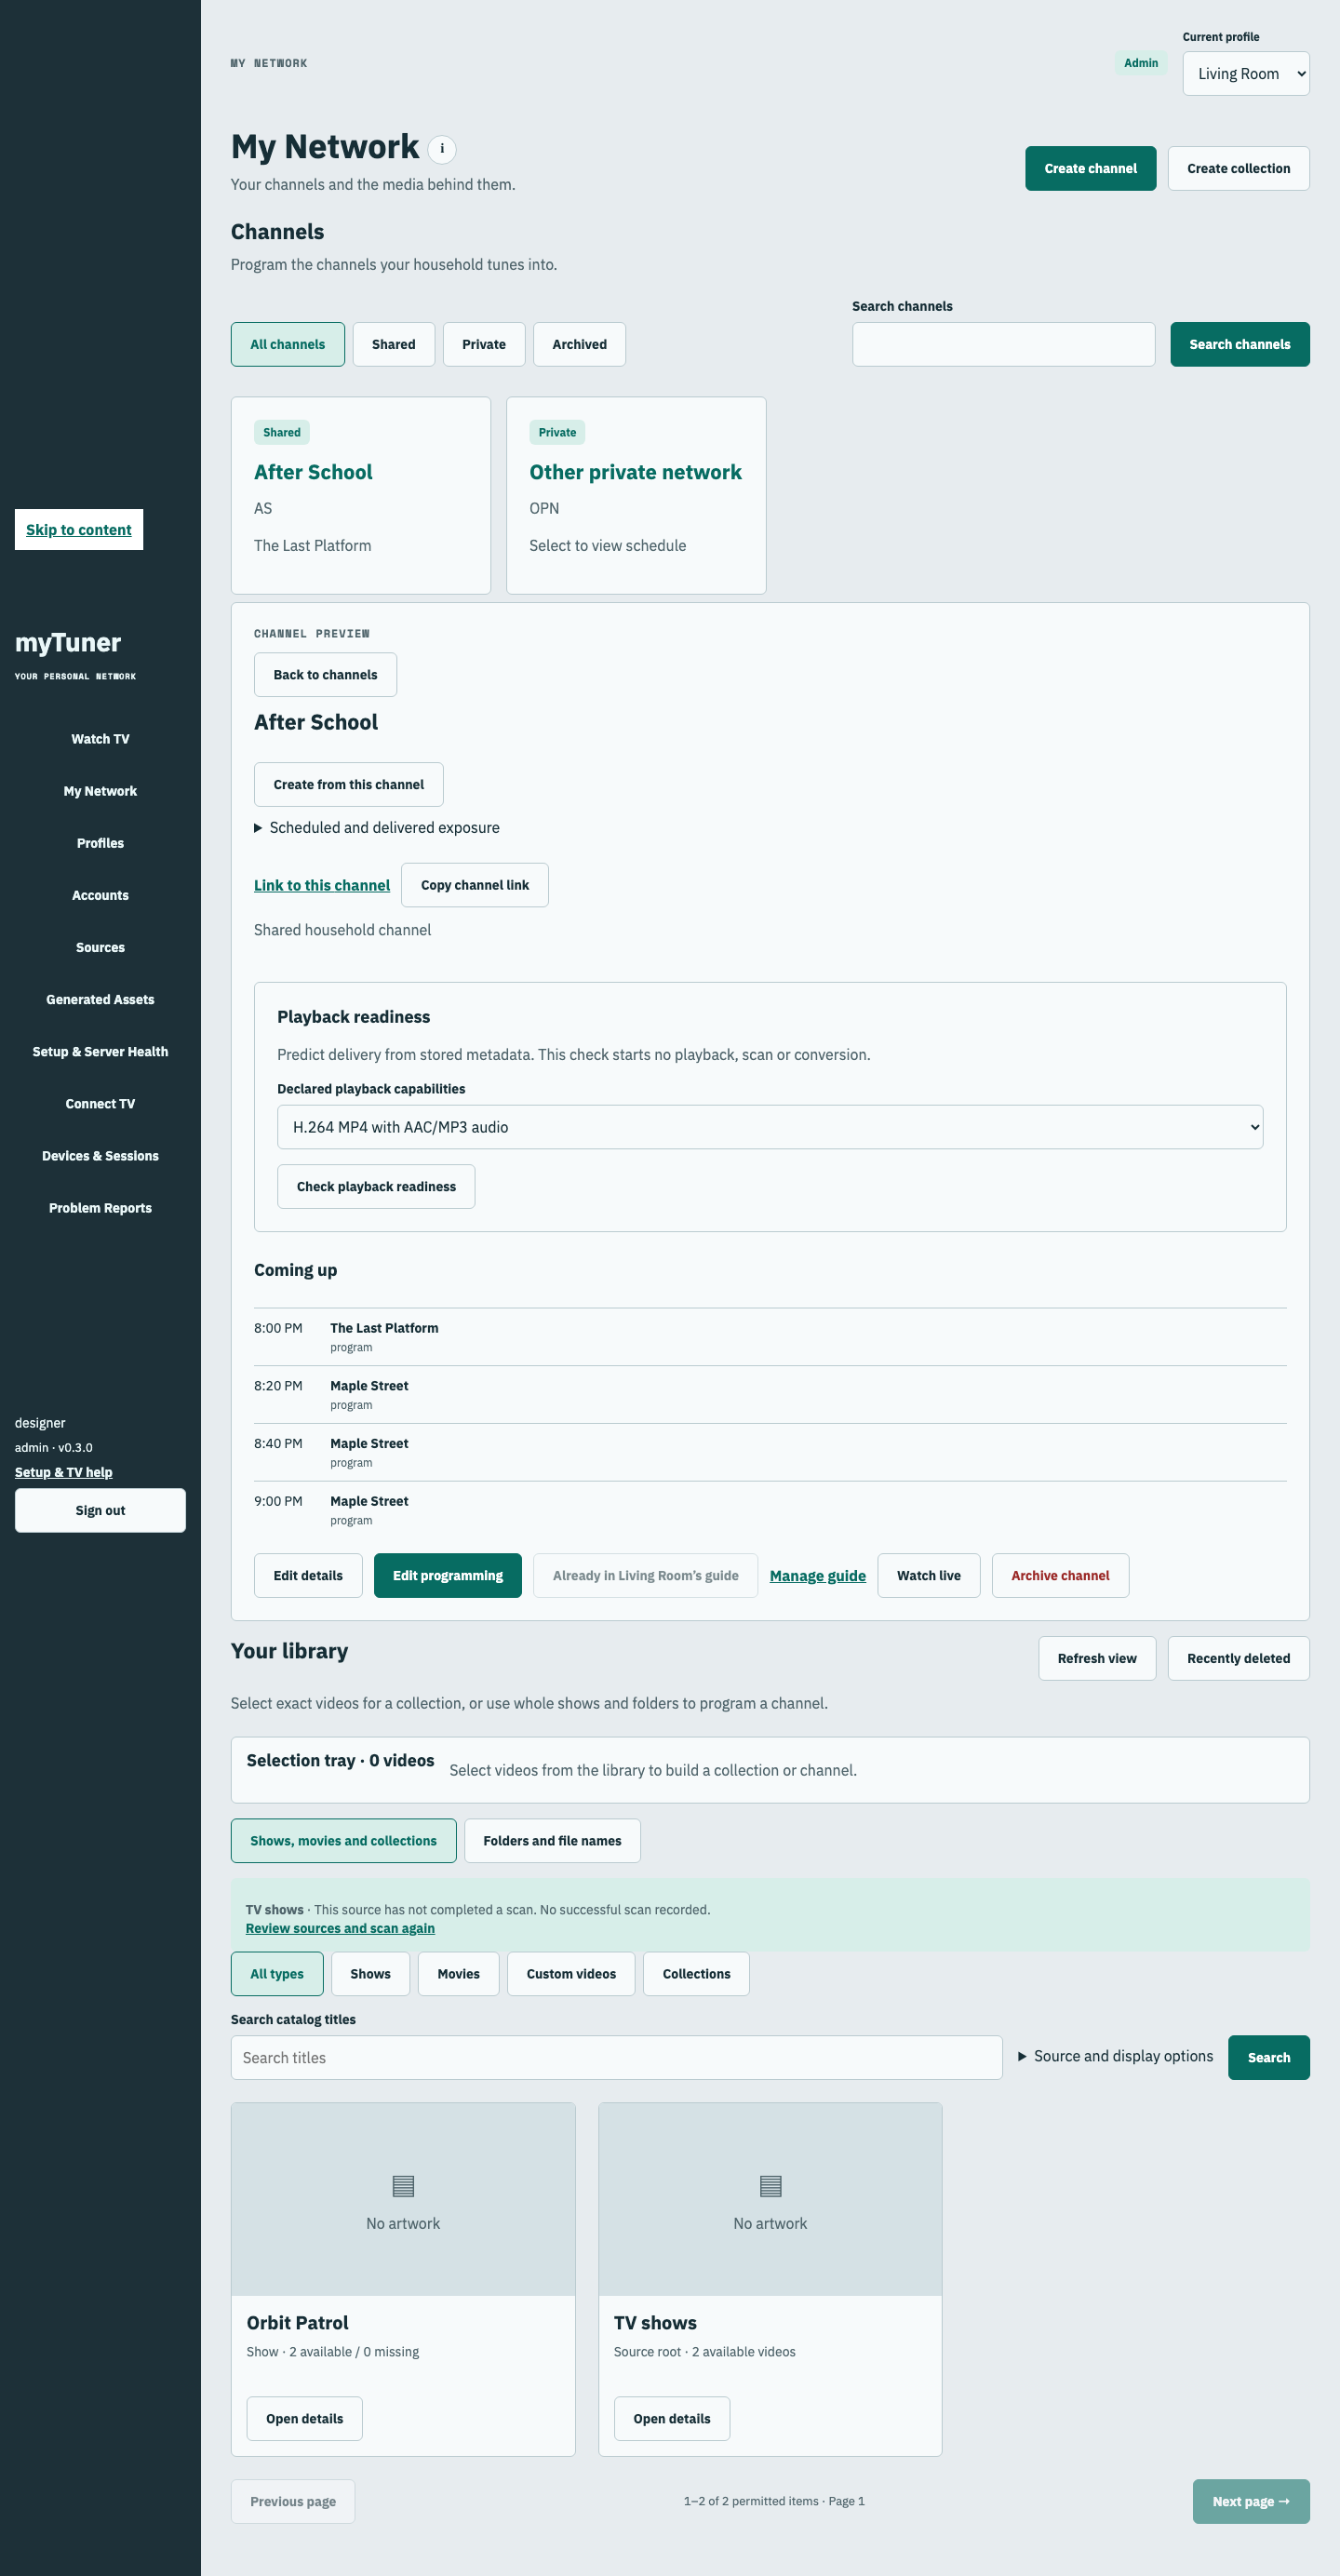 Skip to content
myTuner
YOUR PERSONAL NETWORK
Watch TV
My Network
Profiles
Accounts
Sources
Generated Assets
Setup & Server Health
Connect TV
Devices & Sessions
Problem Reports
designer
admin · v0.3.0
Setup & TV help
Sign out
MY NETWORK
Admin
Current profile
Living Room
My Network i
Your channels and the media behind them.
Create channel
Create collection
Channels
Program the channels your household tunes into.
All channels
Shared
Private
Archived
Search channels
Search channels
Shared
After School
AS
The Last Platform
Private
Other private network
OPN
Select to view schedule
CHANNEL PREVIEW
Back to channels
After School
Create from this channel
Scheduled and delivered exposure
Link to this channel
Copy channel link
Shared household channel
Playback readiness
Predict delivery from stored metadata. This check starts no playback, scan or conversion.
Declared playback capabilities
H.264 MP4 with AAC/MP3 audio
Check playback readiness
Coming up
8:00 PM The Last Platform
program
8:20 PM Maple Street
program
8:40 PM Maple Street
program
9:00 PM Maple Street
program
Edit details
Edit programming
Already in Living Room's guide
Manage guide
Watch live
Archive channel
Your library
Refresh view
Recently deleted
Select exact videos for a collection, or use whole shows and folders to program a channel.
Selection tray · 0 videos
Select videos from the library to build a collection or channel.
Shows, movies and collections
Folders and file names
TV shows · This source has not completed a scan. No successful scan recorded.
Review sources and scan again
All types
Shows
Movies
Custom videos
Collections
Search catalog titles
Search titles
Source and display options
Search
No artwork
Orbit Patrol
Show · 2 available / 0 missing
Open details
No artwork
TV shows
Source root · 2 available videos
Open details
Previous page
1–2 of 2 permitted items · Page 1
Next page →